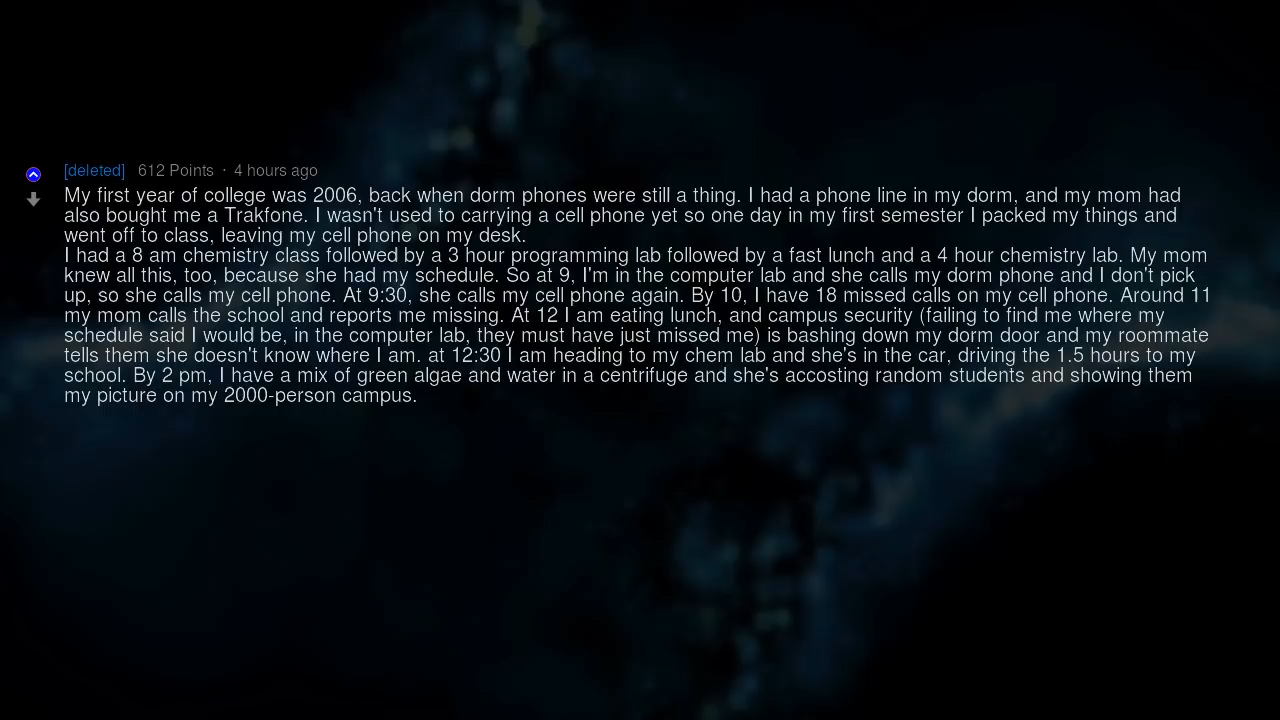 [deleted] 612 Points · 4 hours ago
My first year of college was 2006, back when dorm phones were still a thing. I had a phone line in my dorm, and my mom had
also bought me a Trakfone. I wasn't used to carrying a cell phone yet so one day in my first semester I packed my things and
went off to class, leaving my cell phone on my desk.
I had a 8 am chemistry class followed by a 3 hour programming lab followed by a fast lunch and a 4 hour chemistry lab. My mom
knew all this, too, because she had my schedule. So at 9, I'm in the computer lab and she calls my dorm phone and I don't pick
up, so she calls my cell phone. At 9:30, she calls my cell phone again. By 10, I have 18 missed calls on my cell phone. Around 11
my mom calls the school and reports me missing. At 12 I am eating lunch, and campus security (failing to find me where my
schedule said I would be, in the computer lab, they must have just missed me) is bashing down my dorm door and my roommate
tells them she doesn't know where I am. at 12:30 I am heading to my chem lab and she's in the car, driving the 1.5 hours to my
school. By 2 pm, I have a mix of green algae and water in a centrifuge and she's accosting random students and showing them
my picture on my 2000-person campus.